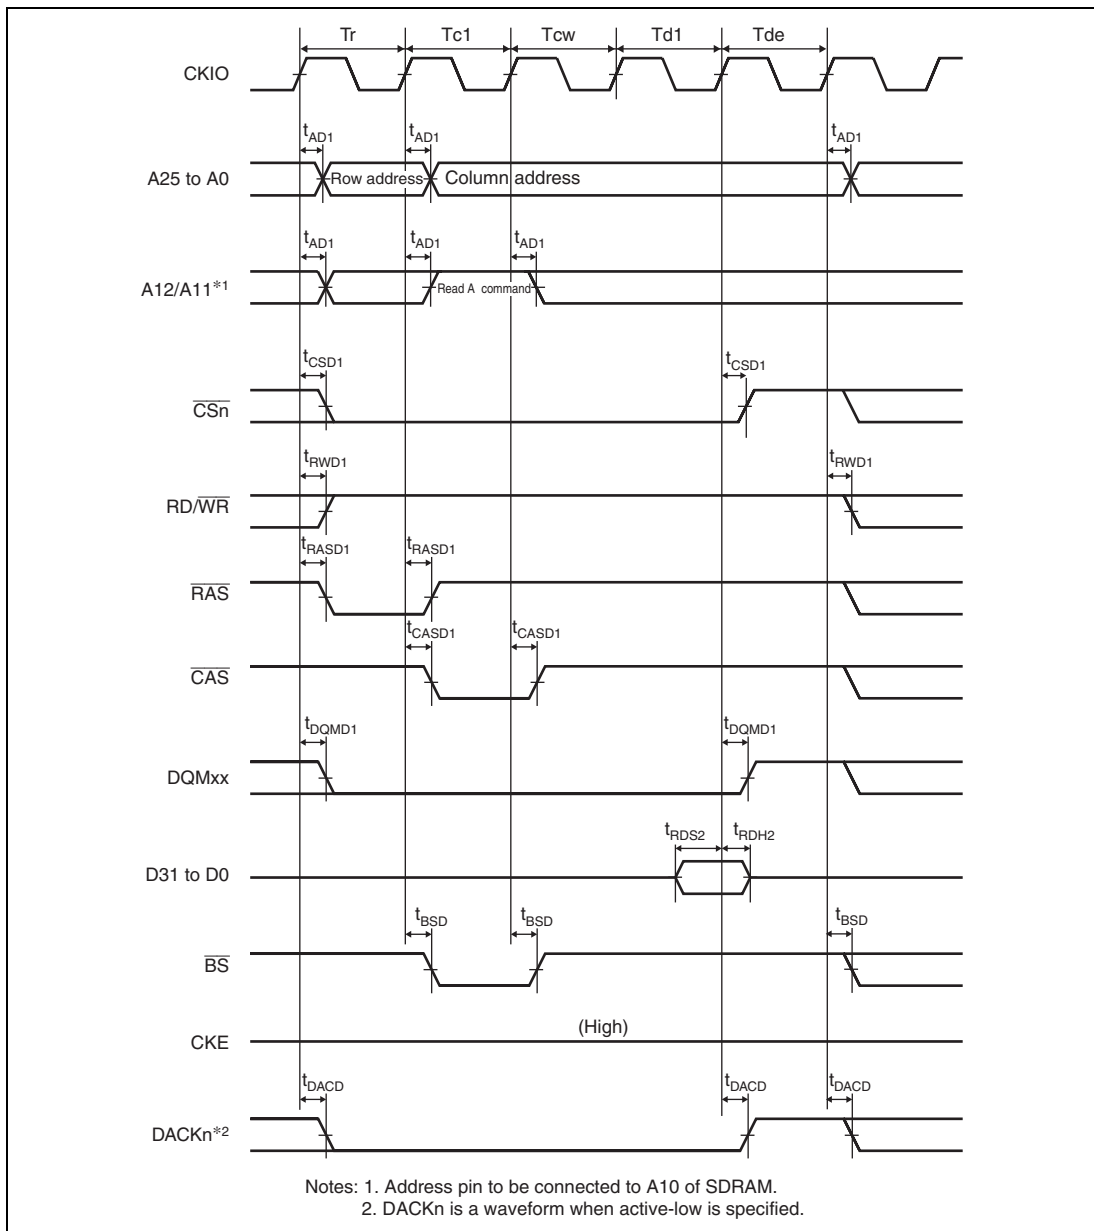 Tr Tc1 Tcw Td1 Tde
CKIO
tAD1 tAD1 tAD1
A25 to A0 Row address Column address
tAD1 tAD1 tAD1
A12/A11*1 Read A command
tCSD1 tCSD1
CSn
tRWD1 tRWD1
RD/WR
tRASD1 tRASD1
RAS
tCASD1 tCASD1
CAS
tDQMD1 tDQMD1
DQMxx
tRDS2 tRDH2
D31 to D0
tBSD tBSD tBSD
BS
(High)
CKE
tDACD tDACD tDACD
DACKn*2
Notes: 1. Address pin to be connected to A10 of SDRAM.
2. DACKn is a waveform when active-low is specified.